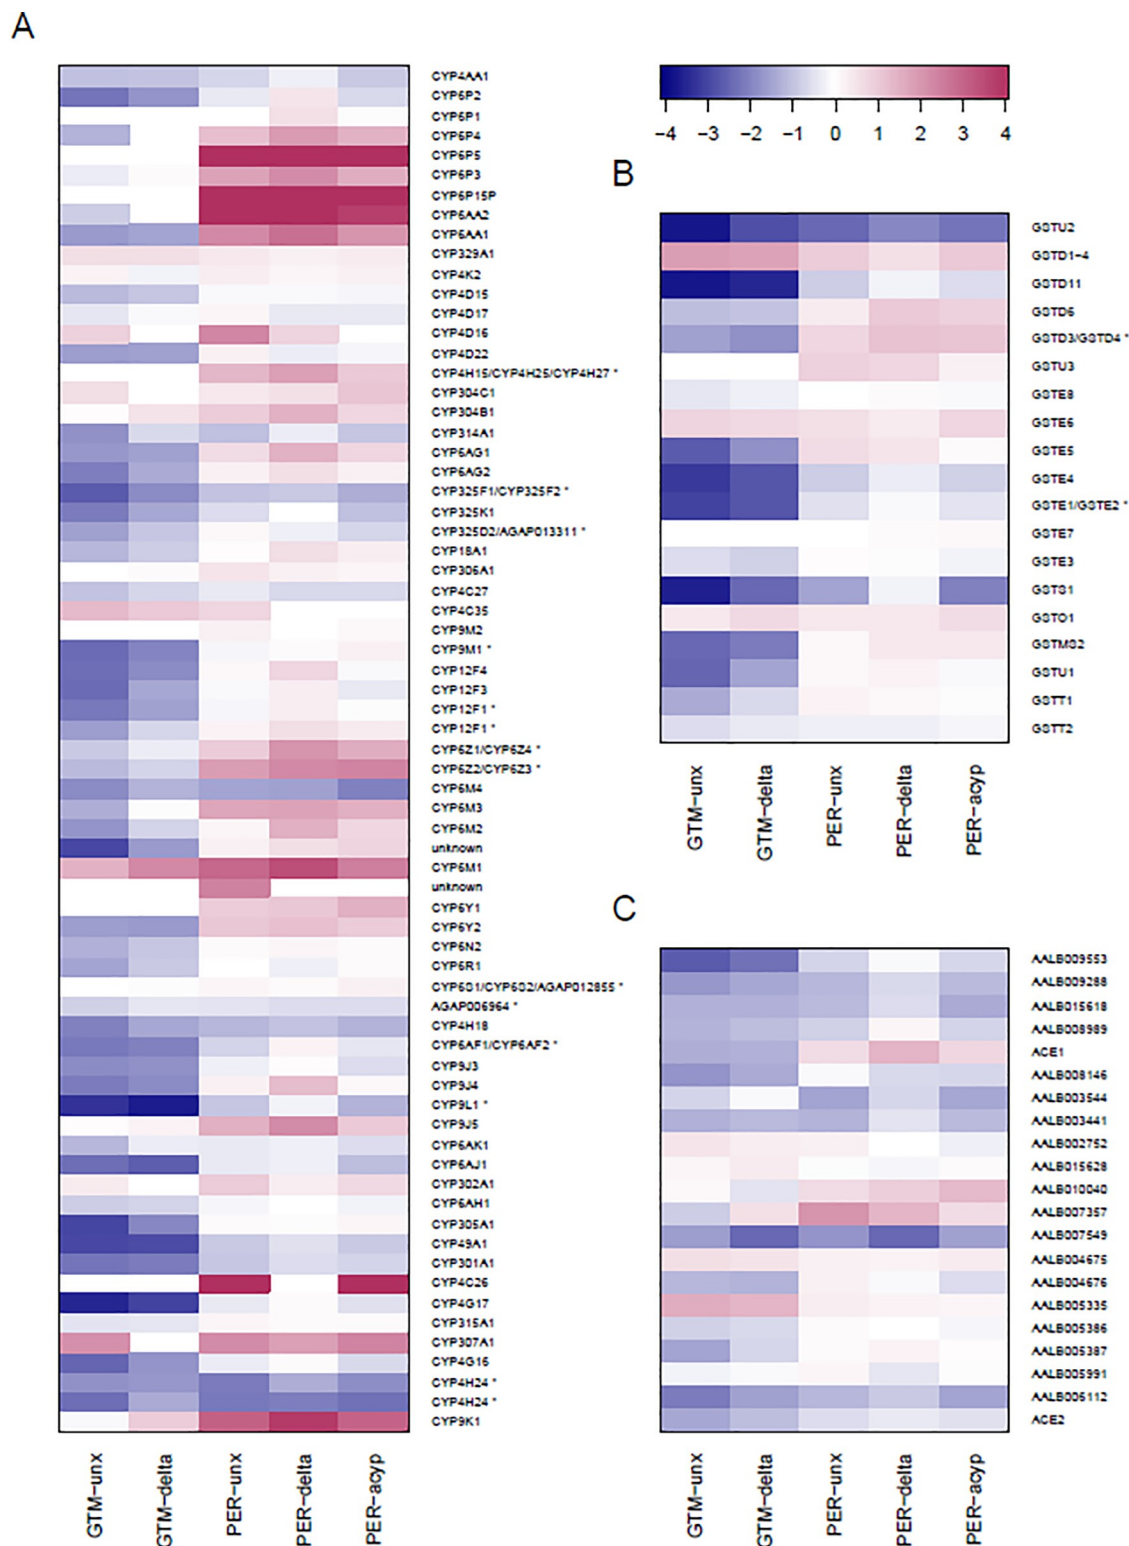 A
CYP4AA1
CYP6P2
CYP6P1
CYP6P4
CYP6P5
CYP6P3
CYP6P15P
CYP6AA2
CYP6AA1
CYP329A1
CYP4K2
CYP4D15
CYP4D17
CYP4D16
CYP4D22
CYP4H15/CYP4H25/CYP4H27 *
CYP304C1
CYP304B1
CYP314A1
CYP6AG1
CYP6AG2
CYP325F1/CYP325F2 *
CYP325K1
CYP325D2/AGAP013311 *
CYP18A1
CYP306A1
CYP4C27
CYP4C35
CYP9M2
CYP9M1 *
CYP12F4
CYP12F3
CYP12F1 *
CYP12F1 *
CYP6Z1/CYP6Z4 *
CYP6Z2/CYP6Z3 *
CYP6M4
CYP6M3
CYP6M2
unknown
CYP6M1
unknown
CYP6Y1
CYP6Y2
CYP6N2
CYP6R1
CYP6S1/CYP6S2/AGAP012855 *
AGAP006964 *
CYP4H18
CYP6AF1/CYP6AF2 *
CYP9J3
CYP9J4
CYP9L1 *
CYP9J5
CYP6AK1
CYP6AJ1
CYP302A1
CYP6AH1
CYP305A1
CYP49A1
CYP301A1
CYP4C26
CYP4G17
CYP315A1
CYP307A1
CYP4G16
CYP4H24 *
CYP4H24 *
CYP9K1
GTM−unx
GTM−delta
PER−unx
PER−delta
PER−acyp
−4 −3 −2 −1 0 1 2 3 4
B
GSTU2
GSTD1−4
GSTD11
GSTD6
GSTD3/GSTD4 *
GSTU3
GSTE8
GSTE6
GSTE5
GSTE4
GSTE1/GSTE2 *
GSTE7
GSTE3
GSTS1
GSTO1
GSTMS2
GSTU1
GSTT1
GSTT2
GTM−unx
GTM−delta
PER−unx
PER−delta
PER−acyp
C
AALB009553
AALB009288
AALB015618
AALB008989
ACE1
AALB008146
AALB003544
AALB003441
AALB002752
AALB015628
AALB010040
AALB007357
AALB007549
AALB004675
AALB004676
AALB005335
AALB005386
AALB005387
AALB005991
AALB006112
ACE2
GTM−unx
GTM−delta
PER−unx
PER−delta
PER−acyp